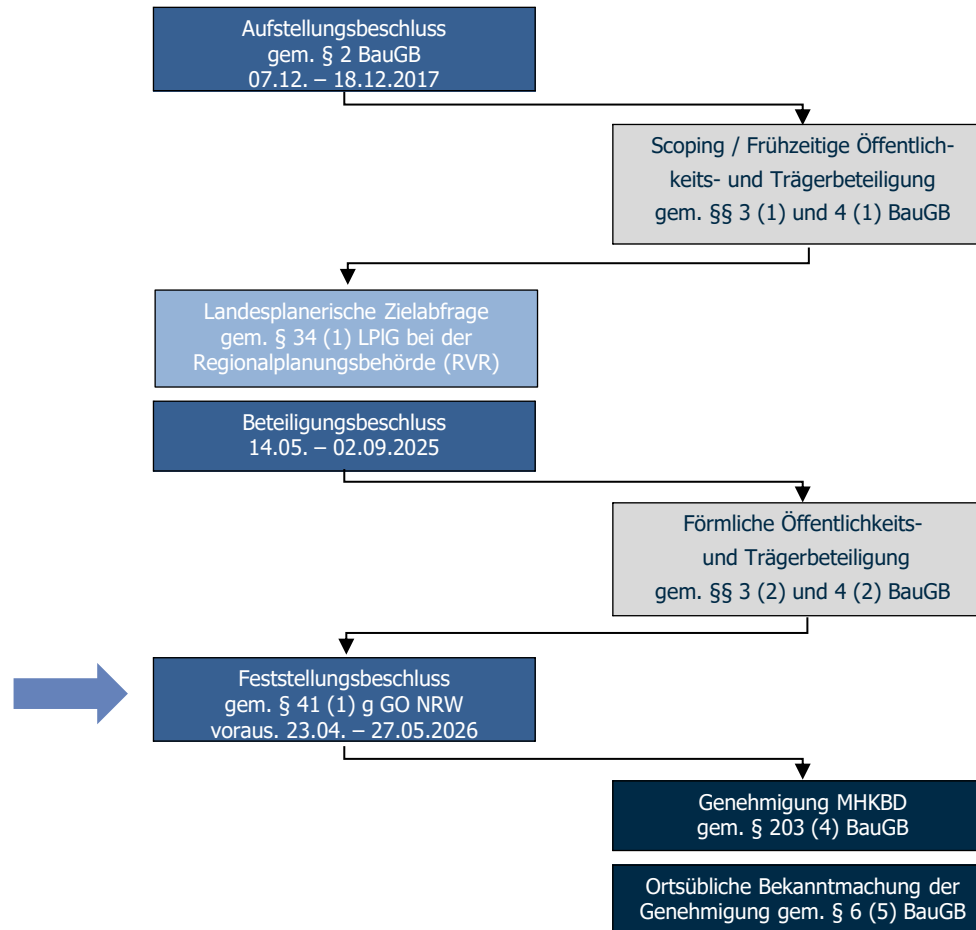 Aufstellungsbeschluss
gem. § 2 BauGB
07.12. – 18.12.2017
Scoping / Frühzeitige Öffentlich-
keits- und Trägerbeteiligung
gem. §§ 3 (1) und 4 (1) BauGB
Landesplanerische Zielabfrage
gem. § 34 (1) LPlG bei der
Regionalplanungsbehörde (RVR)
Beteiligungsbeschluss
14.05. – 02.09.2025
Förmliche Öffentlichkeits-
und Trägerbeteiligung
gem. §§ 3 (2) und 4 (2) BauGB
Feststellungsbeschluss
gem. § 41 (1) g GO NRW
voraus. 23.04. – 27.05.2026
Genehmigung MHKBD
gem. § 203 (4) BauGB
Ortsübliche Bekanntmachung der
Genehmigung gem. § 6 (5) BauGB